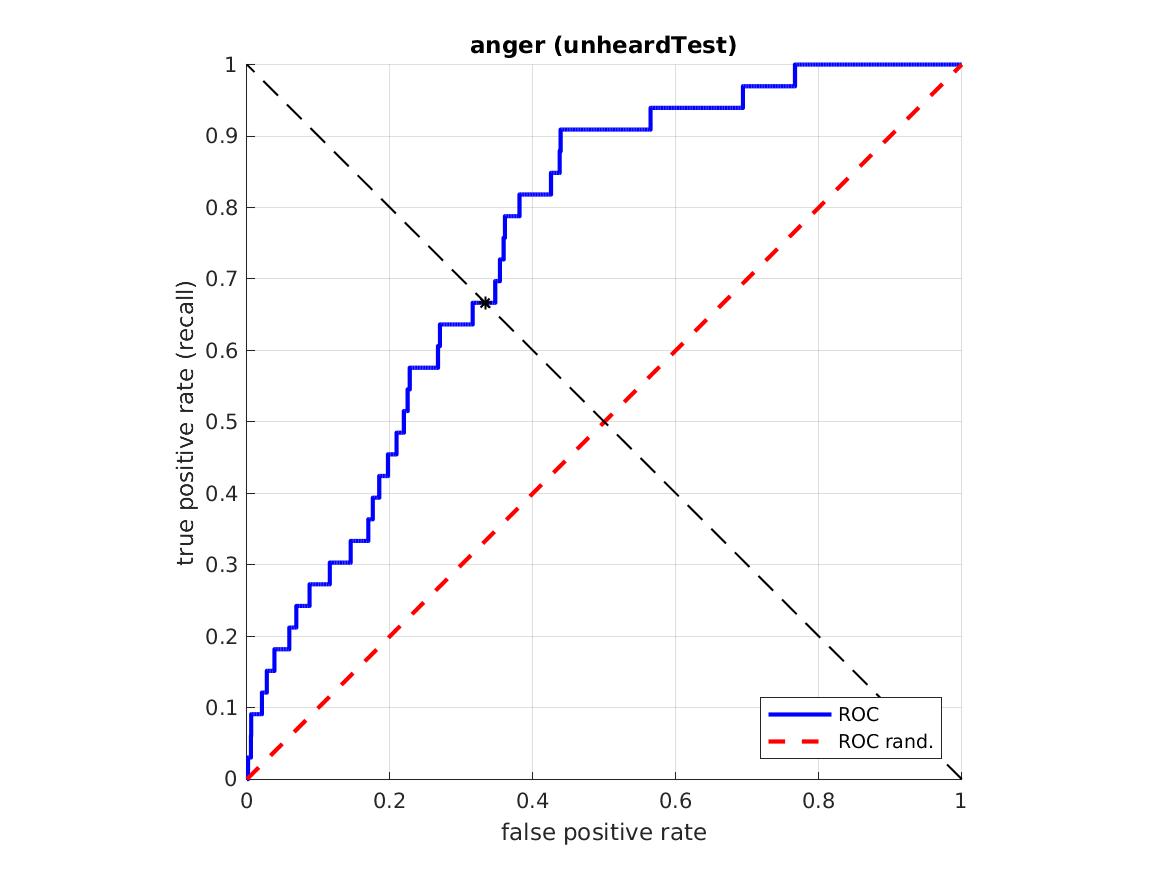 anger (unheardTest)
1
0.9
0.8
0.7
0.6
0.5
0.4
0.3
0.2
0.1
0
true positive rate (recall)
ROC
ROC rand.
0 0.2 0.4 0.6 0.8 1
false positive rate